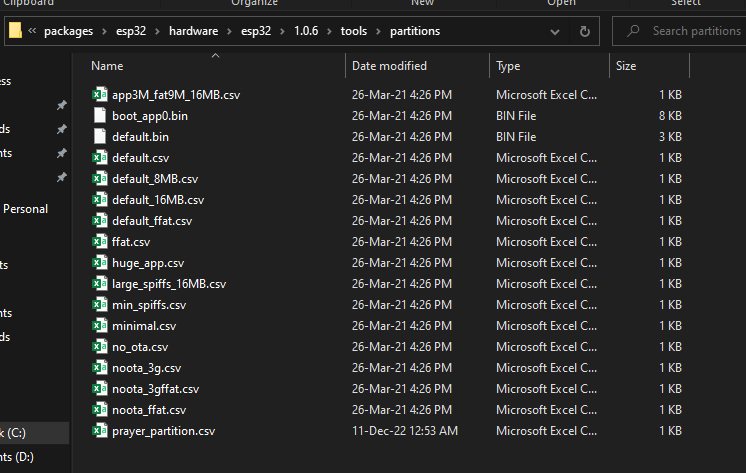 Clipboard Organize New Open Select
« packages › esp32 › hardware › esp32 › 1.0.6 › tools › partitions Search partitions
Name Date modified Type Size
app3M_fat9M_16MB.csv 26-Mar-21 4:26 PM Microsoft Excel C... 1 KB
boot_app0.bin 26-Mar-21 4:26 PM BIN File 8 KB
default.bin 26-Mar-21 4:26 PM BIN File 3 KB
default.csv 26-Mar-21 4:26 PM Microsoft Excel C... 1 KB
default_8MB.csv 26-Mar-21 4:26 PM Microsoft Excel C... 1 KB
default_16MB.csv 26-Mar-21 4:26 PM Microsoft Excel C... 1 KB
default_ffat.csv 26-Mar-21 4:26 PM Microsoft Excel C... 1 KB
ffat.csv 26-Mar-21 4:26 PM Microsoft Excel C... 1 KB
huge_app.csv 26-Mar-21 4:26 PM Microsoft Excel C... 1 KB
large_spiffs_16MB.csv 26-Mar-21 4:26 PM Microsoft Excel C... 1 KB
min_spiffs.csv 26-Mar-21 4:26 PM Microsoft Excel C... 1 KB
minimal.csv 26-Mar-21 4:26 PM Microsoft Excel C... 1 KB
no_ota.csv 26-Mar-21 4:26 PM Microsoft Excel C... 1 KB
noota_3g.csv 26-Mar-21 4:26 PM Microsoft Excel C... 1 KB
noota_3gffat.csv 26-Mar-21 4:26 PM Microsoft Excel C... 1 KB
noota_ffat.csv 26-Mar-21 4:26 PM Microsoft Excel C... 1 KB
prayer_partition.csv 11-Dec-22 12:53 AM Microsoft Excel C... 1 KB
ess
ds
nts
Personal
ts
nts
ds
k (C:)
nts (D:)